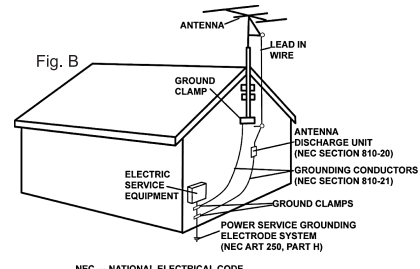 ANTENNA
LEAD IN
WIRE
Fig. B
GROUND
CLAMP
ANTENNA
DISCHARGE UNIT
(NEC SECTION 810-20)
ELECTRIC
SERVICE
EQUIPMENT
GROUNDING CONDUCTORS
(NEC SECTION 810-21)
GROUND CLAMPS
POWER SERVICE GROUNDING
ELECTRODE SYSTEM
(NEC ART 250, PART H)
NEC NATIONAL ELECTRICAL CODE